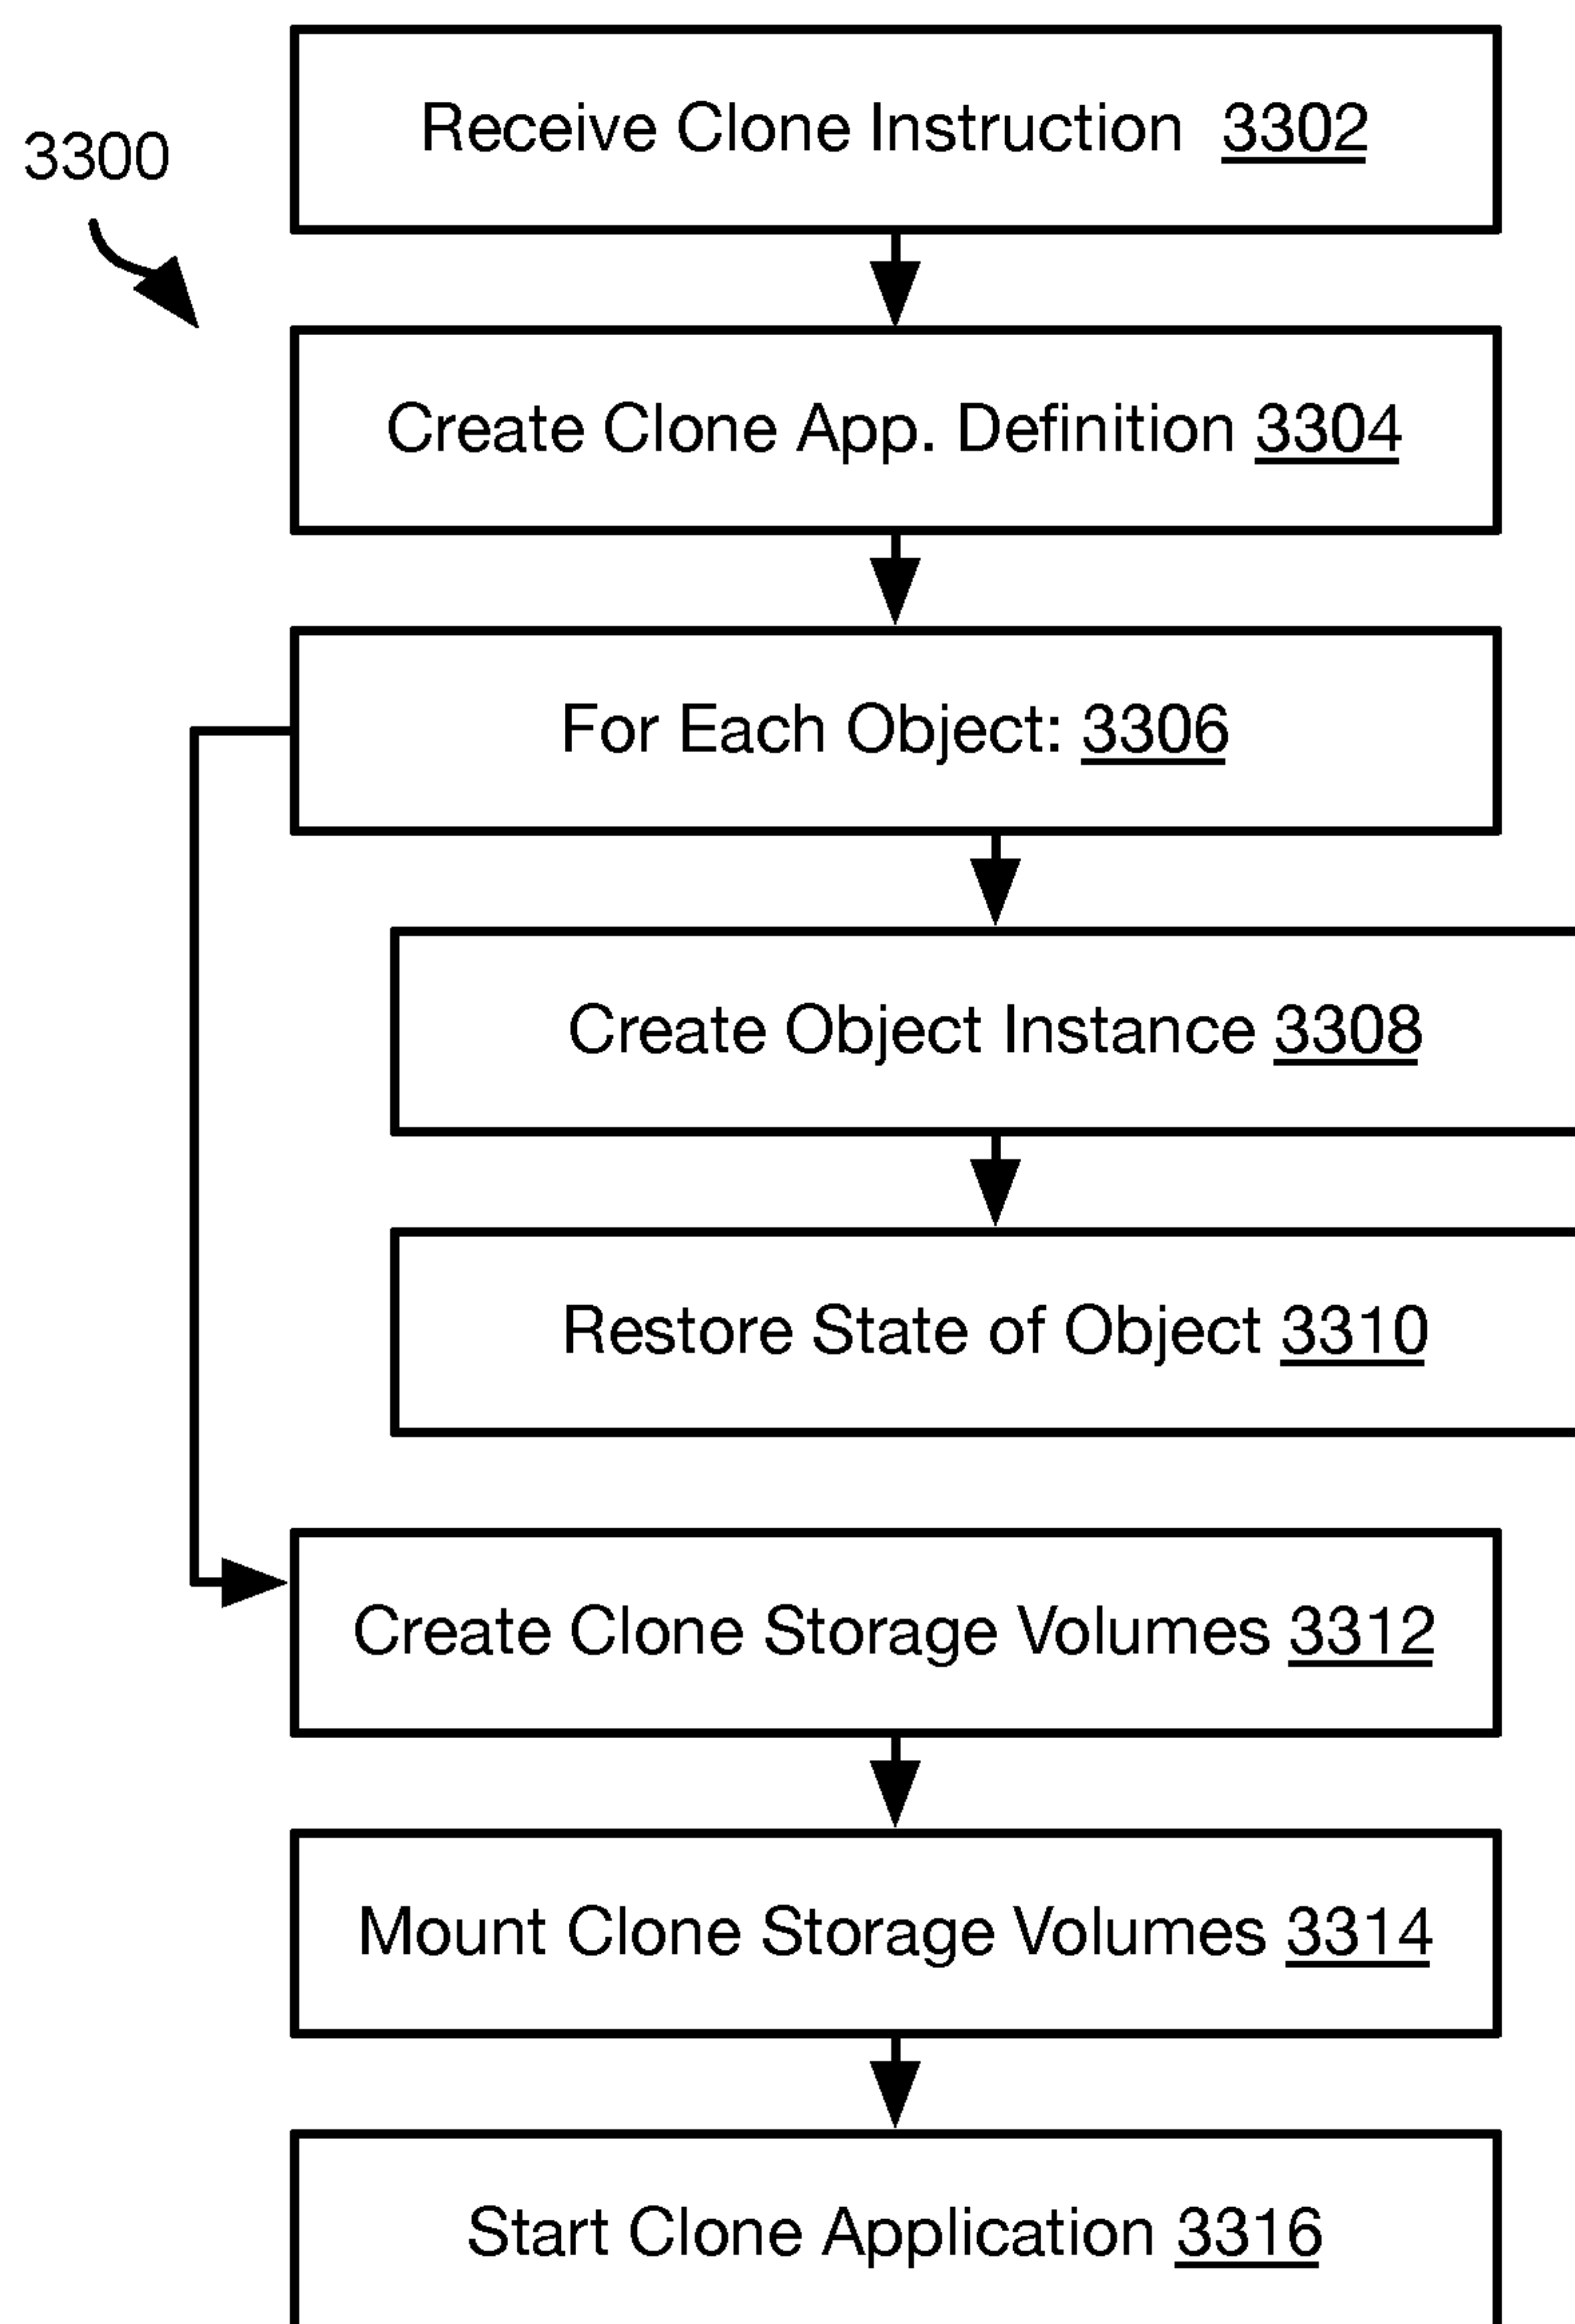 3300
Receive Clone Instruction 3302
Create Clone App. Definition 3304
For Each Object: 3306
Create Object Instance 3308
Restore State of Object 3310
Create Clone Storage Volumes 3312
Mount Clone Storage Volumes 3314
Start Clone Application 3316